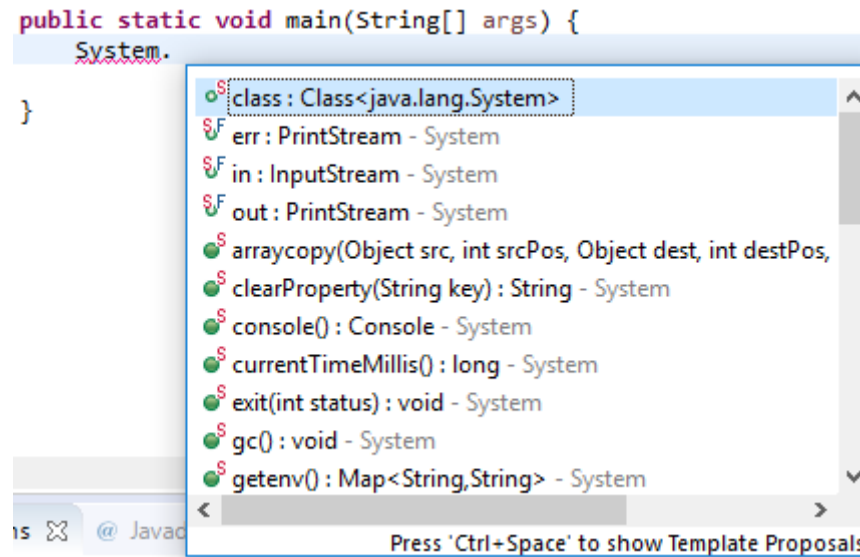 public static void main(String[] args) {
System.
}
class : Class<java.lang.System>
err : PrintStream - System
in : InputStream - System
out : PrintStream - System
arraycopy(Object src, int srcPos, Object dest, int destPos,
clearProperty(String key) : String - System
console() : Console - System
currentTimeMillis() : long - System
exit(int status) : void - System
gc() : void - System
getenv() : Map<String,String> - System
@ Javad
Press 'Ctrl+Space' to show Template Proposals